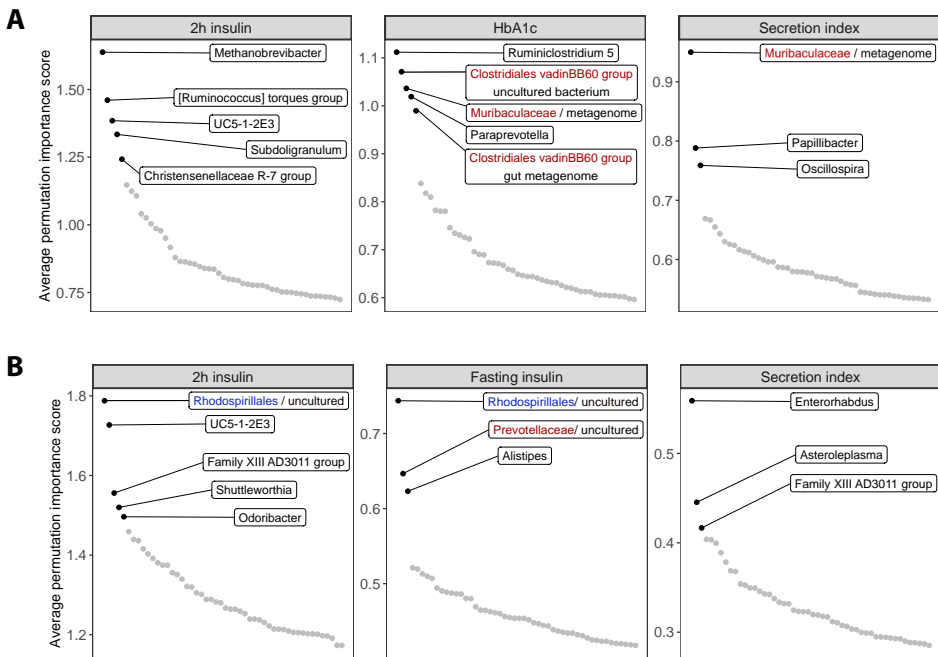 A
2h insulin
HbA1c
Secretion index
Average permutation importance score
1.50
1.25
1.00
0.75
Methanobrevibacter
[Ruminococcus] torques group
UC5-1-2E3
Subdoligranulum
Christensenellaceae R-7 group
1.1
1.0
0.9
0.8
0.7
0.6
Ruminiclostridium 5
Clostridiales vadinBB60 group
uncultured bacterium
Muribaculaceae / metagenome
Paraprevotella
Clostridiales vadinBB60 group
gut metagenome
0.9
0.8
0.7
0.6
Muribaculaceae / metagenome
Papillibacter
Oscillospira
B
2h insulin
Fasting insulin
Secretion index
Average permutation importance score
1.8
1.6
1.4
1.2
Rhodospirillales / uncultured
UC5-1-2E3
Family XIII AD3011 group
Shuttleworthia
Odoribacter
0.7
0.6
0.5
Rhodospirillales/ uncultured
Prevotellaceae/ uncultured
Alistipes
0.5
0.4
0.3
Enterorhabdus
Asteroleplasma
Family XIII AD3011 group